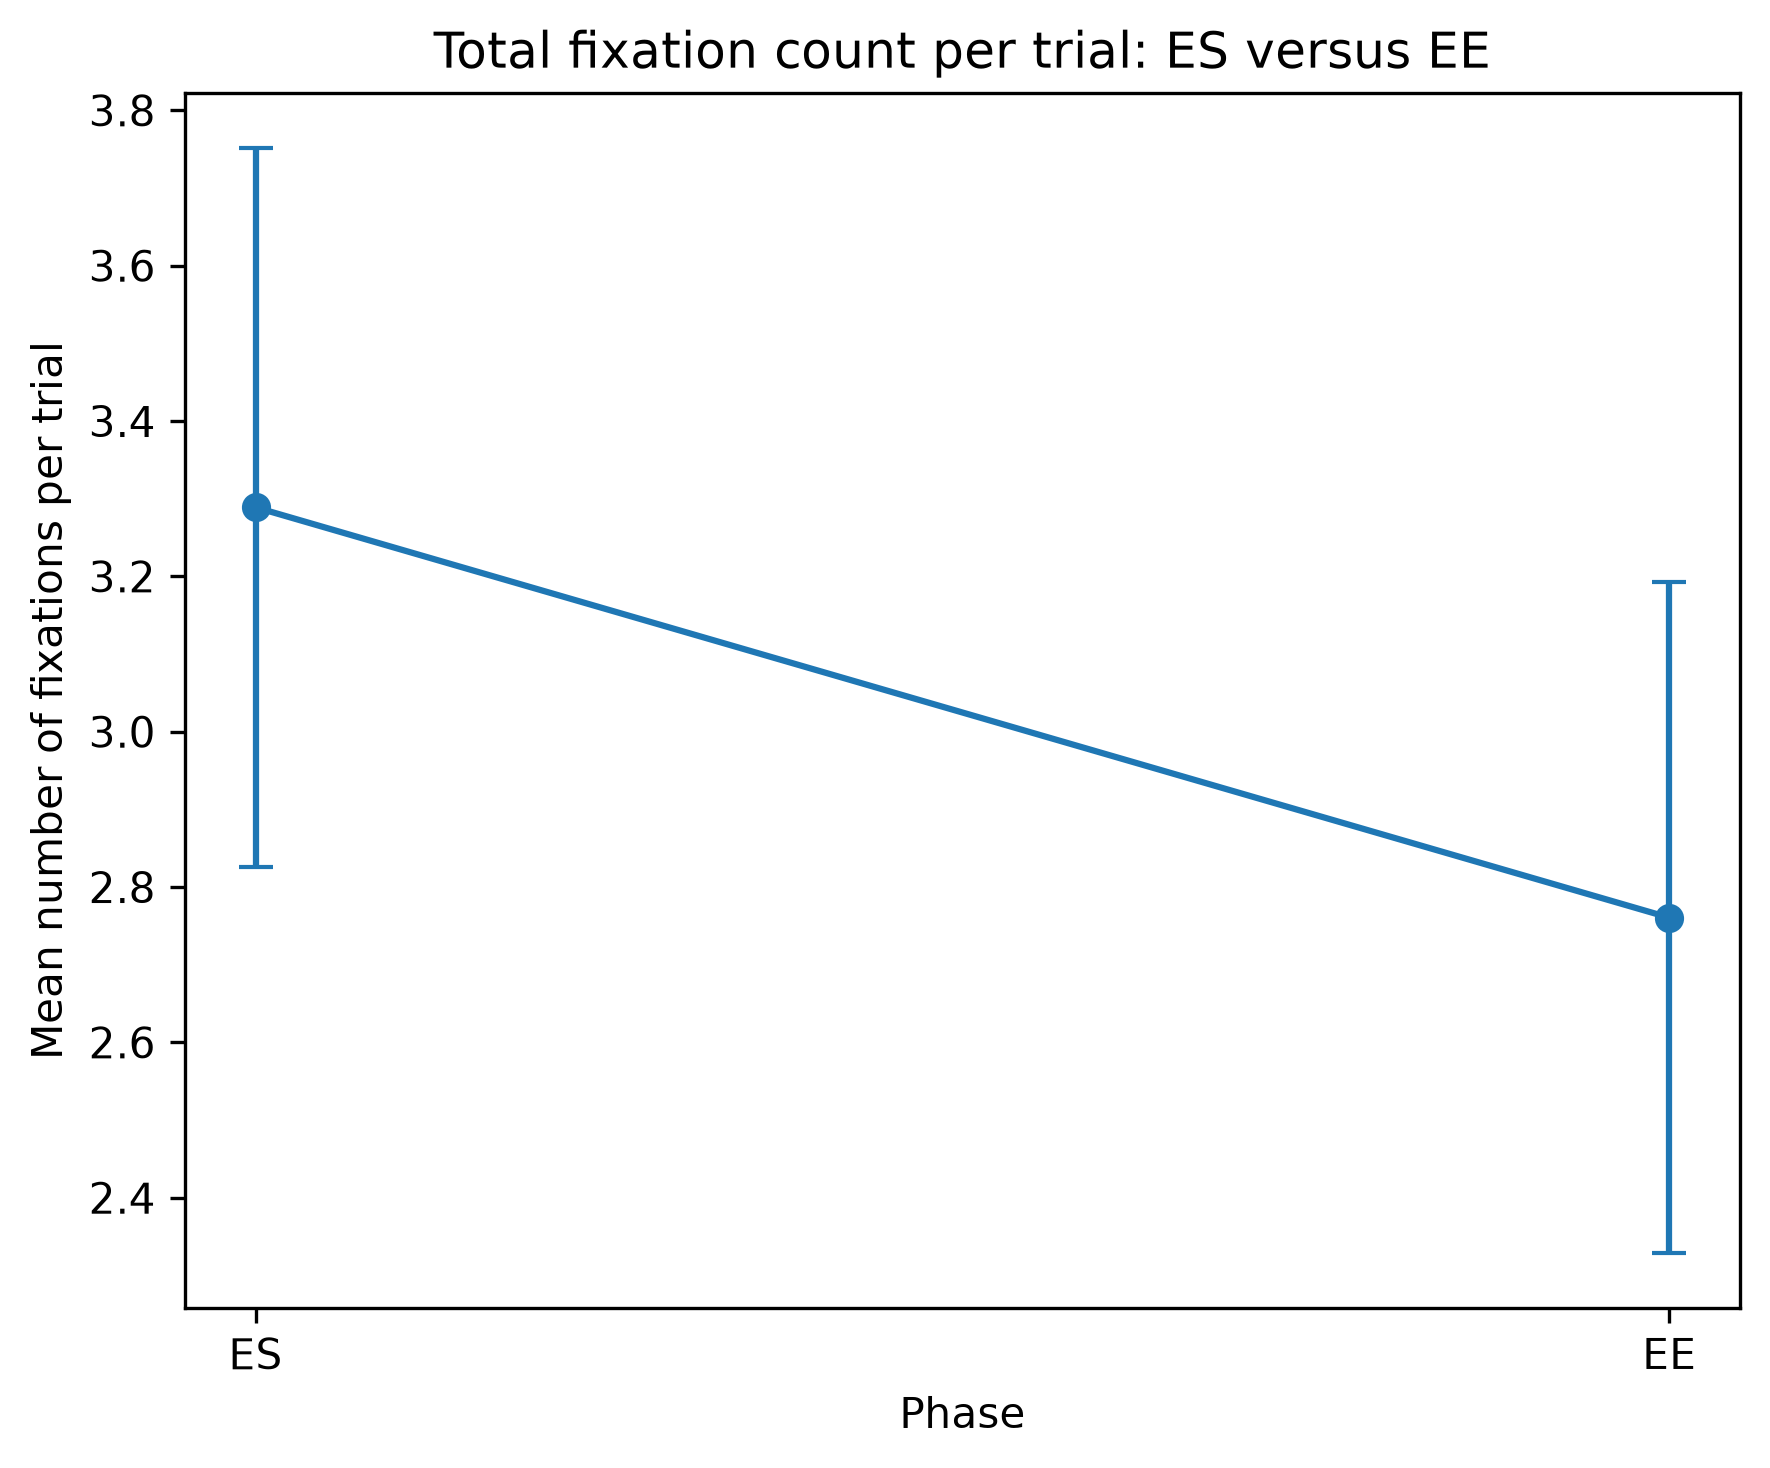 Total fixation count per trial: ES versus EE
Mean number of fixations per trial
3.8
3.6
3.4
3.2
3.0
2.8
2.6
2.4
ES
EE
Phase